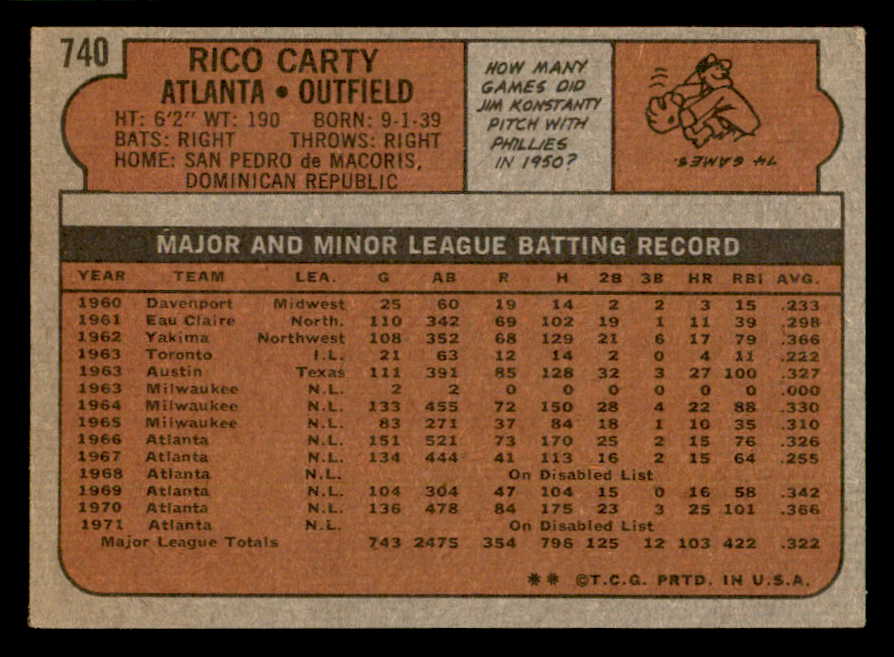 740
RICO CARTY
ATLANTA • OUTFIELD
HT: 6'2" WT: 190 BORN: 9-1-39
BATS: RIGHT THROWS: RIGHT
HOME: SAN PEDRO de MACORIS,
DOMINICAN REPUBLIC
HOW MANY
GAMES DID
JIM KONSTANTY
PITCH WITH
PHILLIES
IN 1950?
74 GAMES.
MAJOR AND MINOR LEAGUE BATTING RECORD
YEAR TEAM LEA. G AB R H 2B 3B HR RBI AVG.
1960 Davenport Midwest 25 60 19 14 2 2 3 15 .233
1961 Eau Claire North. 110 342 69 102 19 1 11 39 .298
1962 Yakima Northwest 108 352 68 129 21 6 17 79 .366
1963 Toronto I.L. 21 63 12 14 2 0 4 11 .222
1963 Austin Texas 111 391 85 128 32 3 27 100 .327
1963 Milwaukee N.L. 2 2 0 0 0 0 0 0 .000
1964 Milwaukee N.L. 133 455 72 150 28 4 22 88 .330
1965 Milwaukee N.L. 83 271 37 84 18 1 10 35 .310
1966 Atlanta N.L. 151 521 73 170 25 2 15 76 .326
1967 Atlanta N.L. 134 444 41 113 16 2 15 64 .255
1968 Atlanta N.L. On Disabled List
1969 Atlanta N.L. 104 304 47 104 15 0 16 58 .342
1970 Atlanta N.L. 136 478 84 175 23 3 25 101 .366
1971 Atlanta N.L. On Disabled List
Major League Totals 743 2475 354 796 125 12 103 422 .322
** ©T.C.G. PRTD. IN U.S.A.